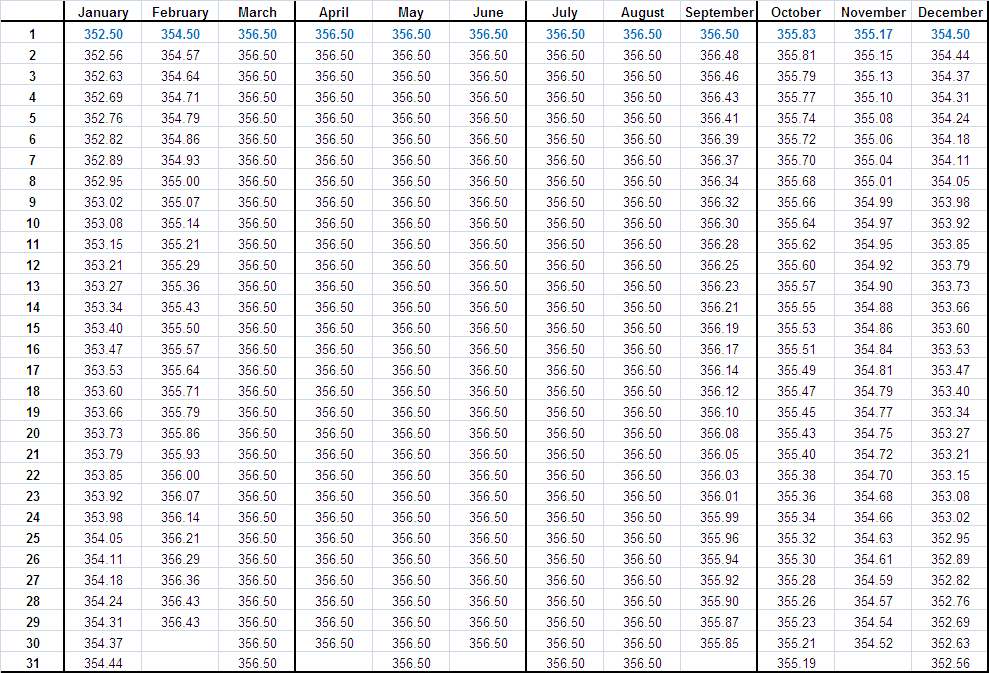 January February March April May June July August September October November December
1 352.50 354.50 356.50 356.50 356.50 356.50 356.50 356.50 356.50 355.83 355.17 354.50
2 352.56 354.57 356.50 356.50 356.50 356.50 356.50 356.50 356.48 355.81 355.15 354.44
3 352.63 354.64 356.50 356.50 356.50 356.50 356.50 356.50 356.46 355.79 355.13 354.37
4 352.69 354.71 356.50 356.50 356.50 356.50 356.50 356.50 356.43 355.77 355.10 354.31
5 352.76 354.79 356.50 356.50 356.50 356.50 356.50 356.50 356.41 355.74 355.08 354.24
6 352.82 354.86 356.50 356.50 356.50 356.50 356.50 356.50 356.39 355.72 355.06 354.18
7 352.89 354.93 356.50 356.50 356.50 356.50 356.50 356.50 356.37 355.70 355.04 354.11
8 352.95 355.00 356.50 356.50 356.50 356.50 356.50 356.50 356.34 355.68 355.01 354.05
9 353.02 355.07 356.50 356.50 356.50 356.50 356.50 356.50 356.32 355.66 354.99 353.98
10 353.08 355.14 356.50 356.50 356.50 356.50 356.50 356.50 356.30 355.64 354.97 353.92
11 353.15 355.21 356.50 356.50 356.50 356.50 356.50 356.50 356.28 355.62 354.95 353.85
12 353.21 355.29 356.50 356.50 356.50 356.50 356.50 356.50 356.25 355.60 354.92 353.79
13 353.27 355.36 356.50 356.50 356.50 356.50 356.50 356.50 356.23 355.57 354.90 353.73
14 353.34 355.43 356.50 356.50 356.50 356.50 356.50 356.50 356.21 355.55 354.88 353.66
15 353.40 355.50 356.50 356.50 356.50 356.50 356.50 356.50 356.19 355.53 354.86 353.60
16 353.47 355.57 356.50 356.50 356.50 356.50 356.50 356.50 356.17 355.51 354.84 353.53
17 353.53 355.64 356.50 356.50 356.50 356.50 356.50 356.50 356.14 355.49 354.81 353.47
18 353.60 355.71 356.50 356.50 356.50 356.50 356.50 356.50 356.12 355.47 354.79 353.40
19 353.66 355.79 356.50 356.50 356.50 356.50 356.50 356.50 356.10 355.45 354.77 353.34
20 353.73 355.86 356.50 356.50 356.50 356.50 356.50 356.50 356.08 355.43 354.75 353.27
21 353.79 355.93 356.50 356.50 356.50 356.50 356.50 356.50 356.05 355.40 354.72 353.21
22 353.85 356.00 356.50 356.50 356.50 356.50 356.50 356.50 356.03 355.38 354.70 353.15
23 353.92 356.07 356.50 356.50 356.50 356.50 356.50 356.50 356.01 355.36 354.68 353.08
24 353.98 356.14 356.50 356.50 356.50 356.50 356.50 356.50 355.99 355.34 354.66 353.02
25 354.05 356.21 356.50 356.50 356.50 356.50 356.50 356.50 355.96 355.32 354.63 352.95
26 354.11 356.29 356.50 356.50 356.50 356.50 356.50 356.50 355.94 355.30 354.61 352.89
27 354.18 356.36 356.50 356.50 356.50 356.50 356.50 356.50 355.92 355.28 354.59 352.82
28 354.24 356.43 356.50 356.50 356.50 356.50 356.50 356.50 355.90 355.26 354.57 352.76
29 354.31 356.43 356.50 356.50 356.50 356.50 356.50 356.50 355.87 355.23 354.54 352.69
30 354.37 356.50 356.50 356.50 356.50 356.50 356.50 355.85 355.21 354.52 352.63
31 354.44 356.50 356.50 356.50 356.50 355.19 352.56